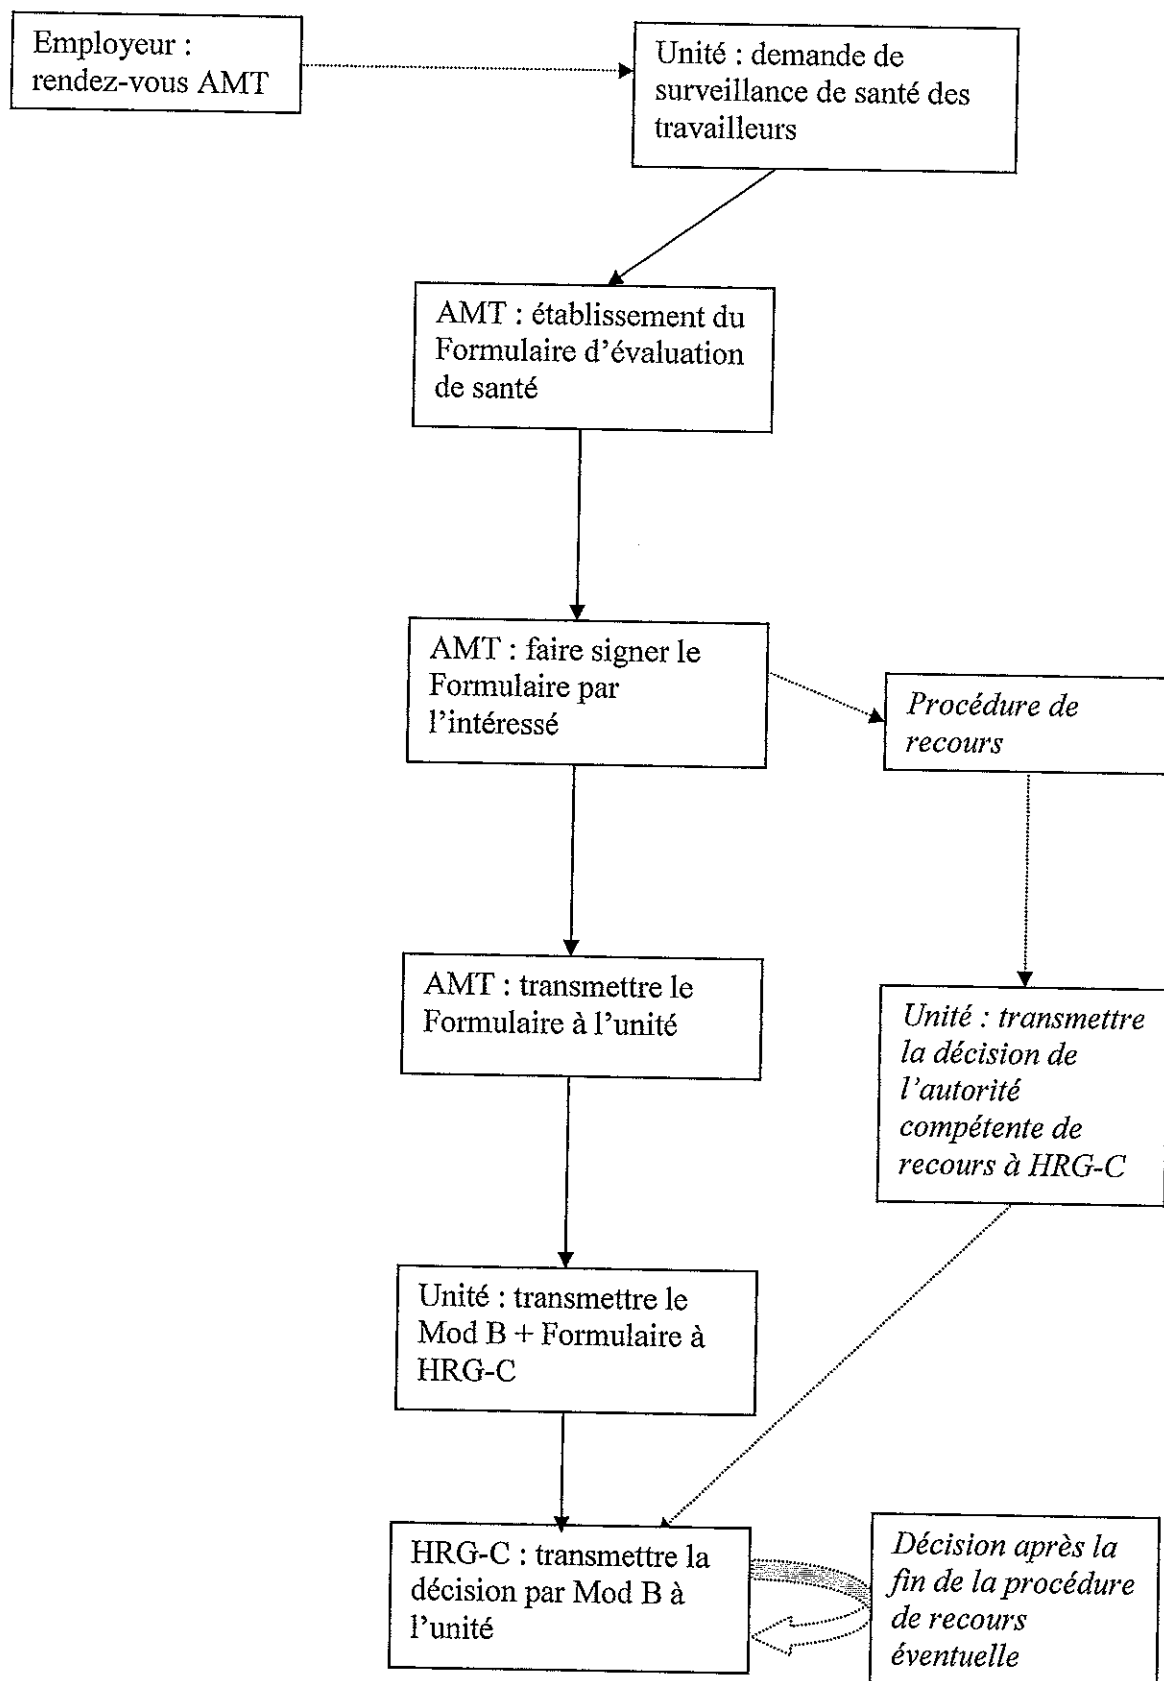 Employeur :
rendez-vous AMT
Unité : demande de
surveillance de santé des
travailleurs
AMT : établissement du
Formulaire d’évaluation
de santé
AMT : faire signer le
Formulaire par
l’intéressé
Procédure de
recours
AMT : transmettre le
Formulaire à l’unité
Unité : transmettre
la décision de
l’autorité
compétente de
recours à HRG-C
Unité : transmettre le
Mod B + Formulaire à
HRG-C
HRG-C : transmettre la
décision par Mod B à
l’unité
Décision après la
fin de la procédure
de recours
éventuelle